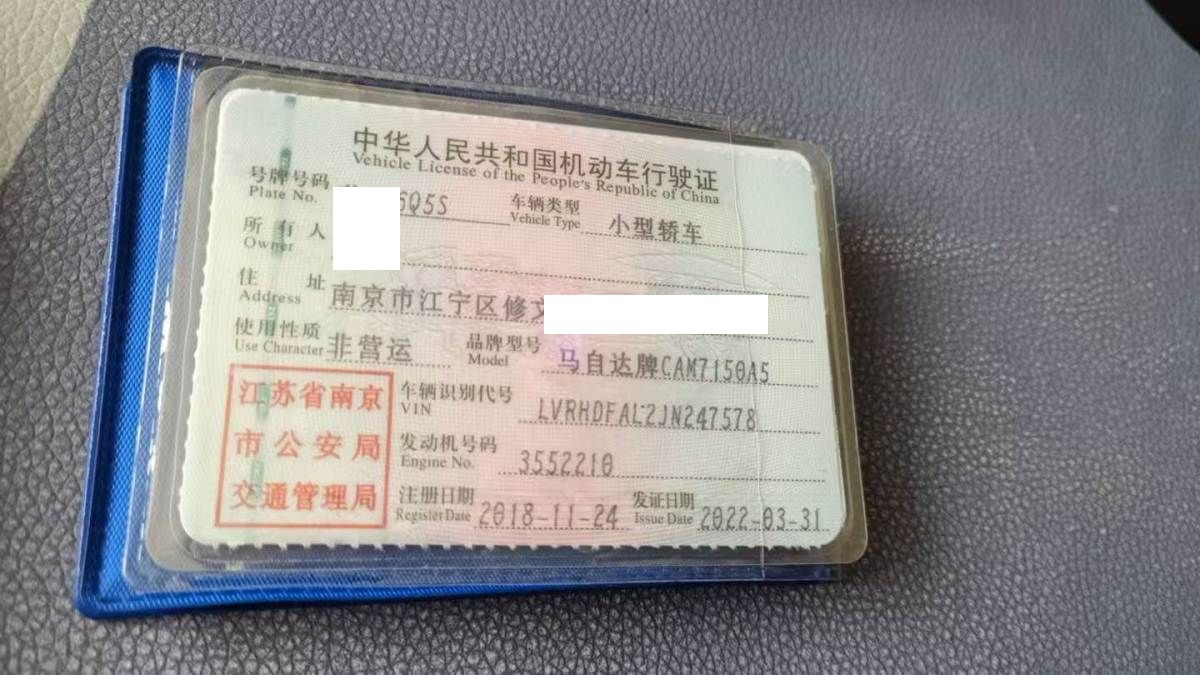 中华人民共和国机动车行驶证
Vehicle License of the People's Republic of China
号牌号码 6Q5S 车辆类型 小型轿车
Plate No. Vehicle Type
所有人
Owner
住址 南京市江宁区修文
Address
使用性质 非营运 品牌型号 马自达牌CAM7150A5
Use Character Model
江苏省南京
市公安局
交通管理局
车辆识别代号 LVRHDFAL2JN247578
VIN
发动机号码 3552210
Engine No.
注册日期 2018-11-24 发证日期 2022-03-31
Register Date Issue Date